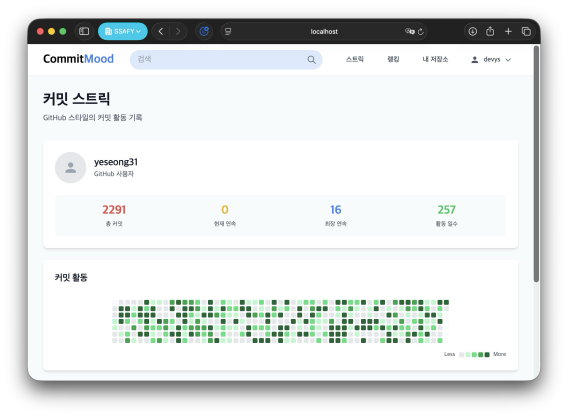 SSAFY
localhost
CommitMood
검색
스트릭
랭킹
내 저장소
devys
커밋 스트릭
GitHub 스타일의 커밋 활동 기록
yeseong31
GitHub 사용자
2291
0
16
257
총 커밋
현재 연속
최장 연속
활동 일수
커밋 활동
Less
More